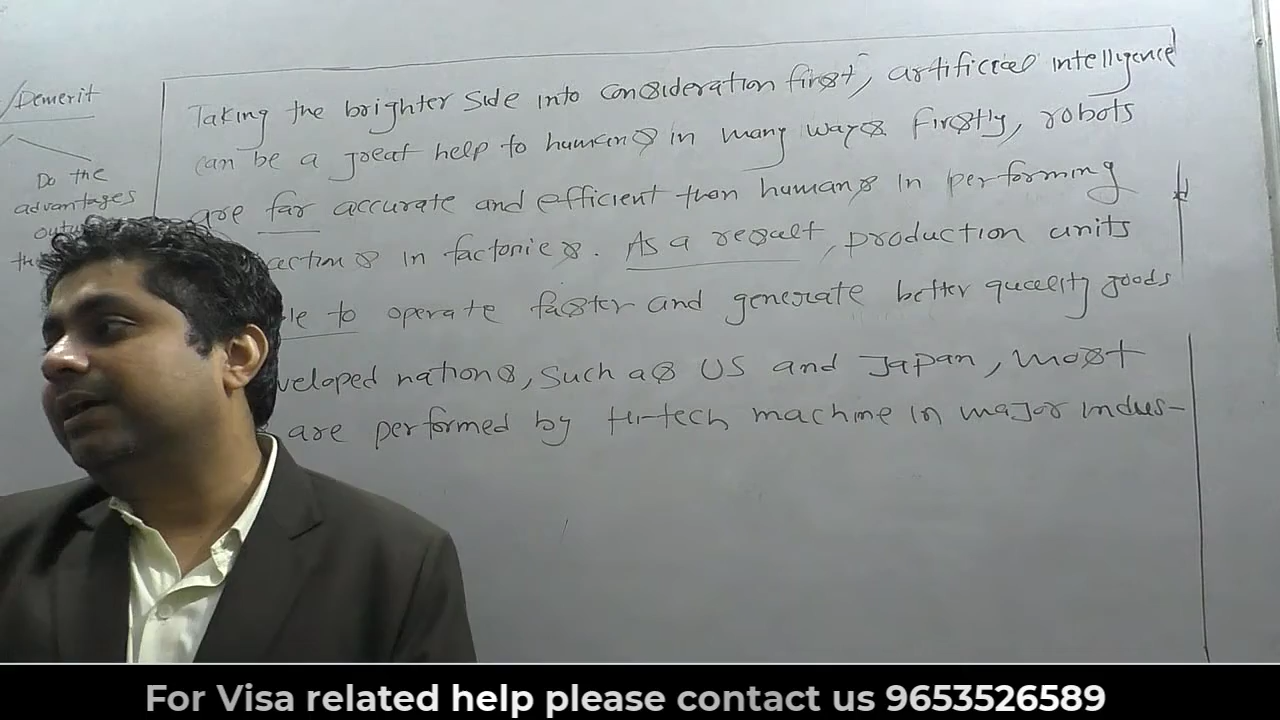 /Demerit
Do the
advantages
Taking the brighter side into consideration first, artificial intelligence
can be a great help to humans in many ways. Firstly, robots
are far accurate and efficient than humans in performing
in factories. As a result, production units
to operate faster and generate better quality goods
nations, such as US and Japan, most
are performed by Hi-tech machine in major indus-
For Visa related help please contact us 9653526589